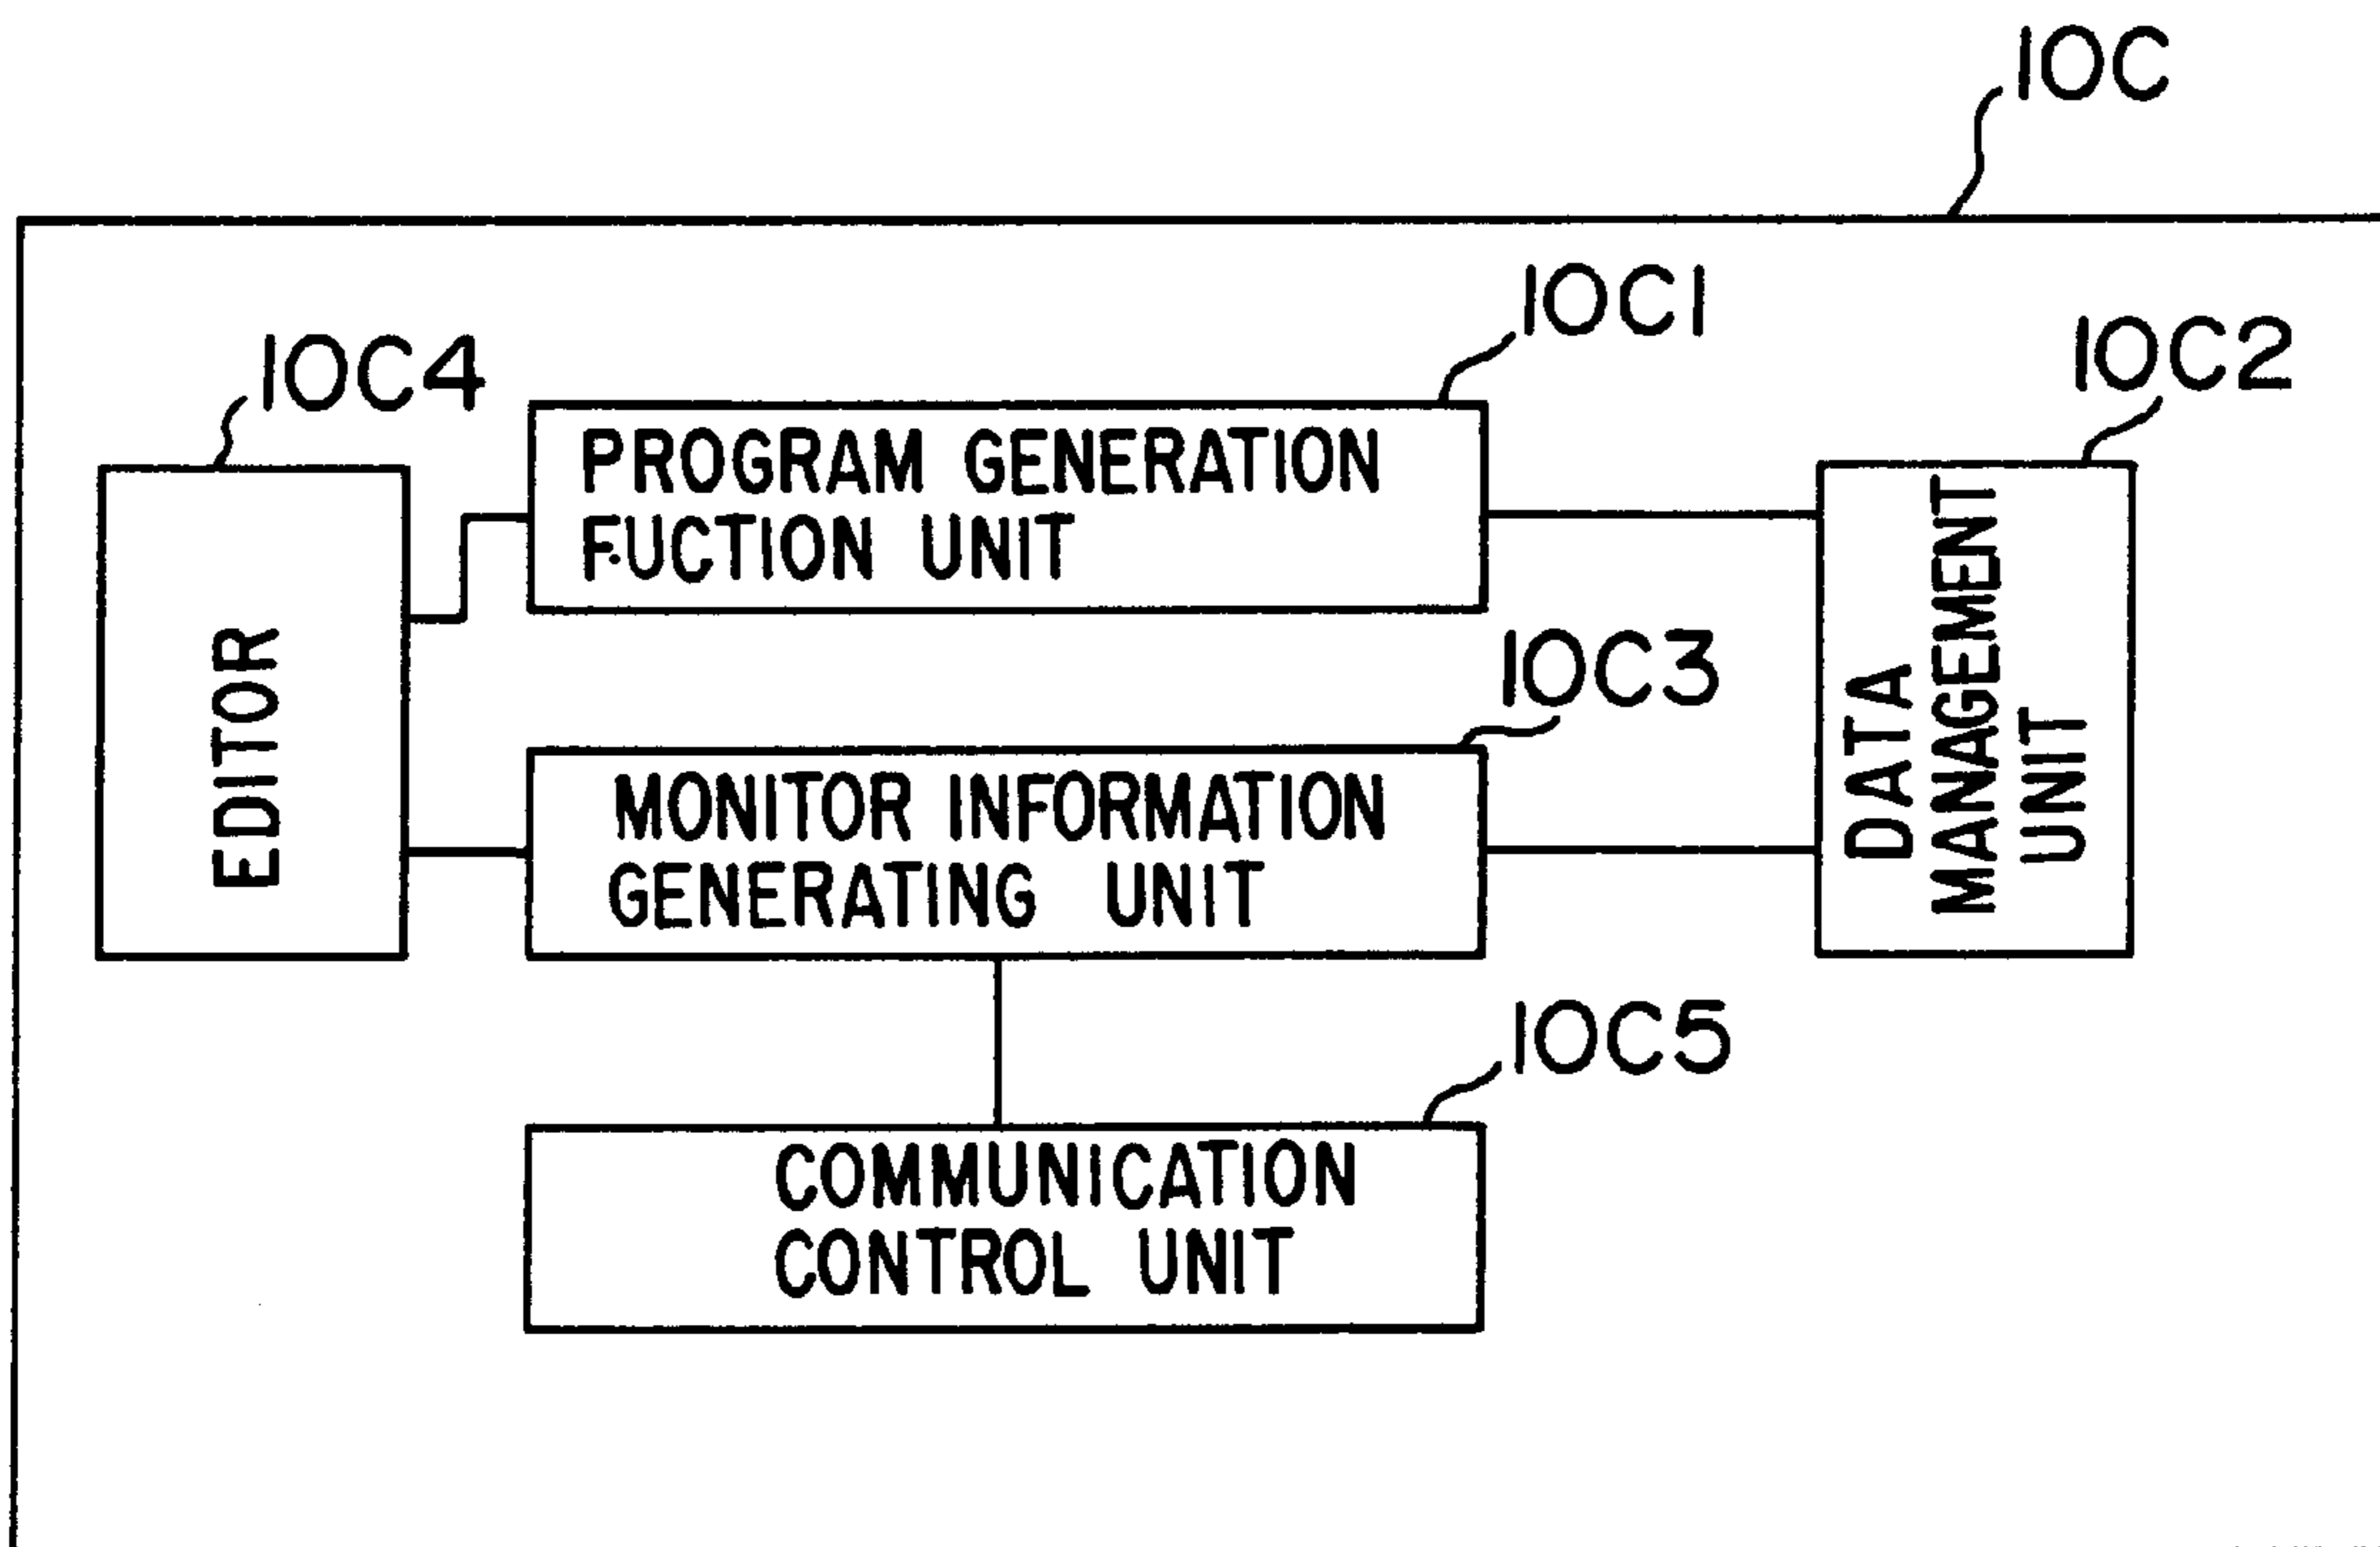 10C
10C1
10C2
10C4
PROGRAM GENERATION
FUCTION UNIT
10C3
EDITOR
MONITOR INFORMATION
GENERATING UNIT
DATA
MANAGEMENT
UNIT
10C5
COMMUNICATION
CONTROL UNIT